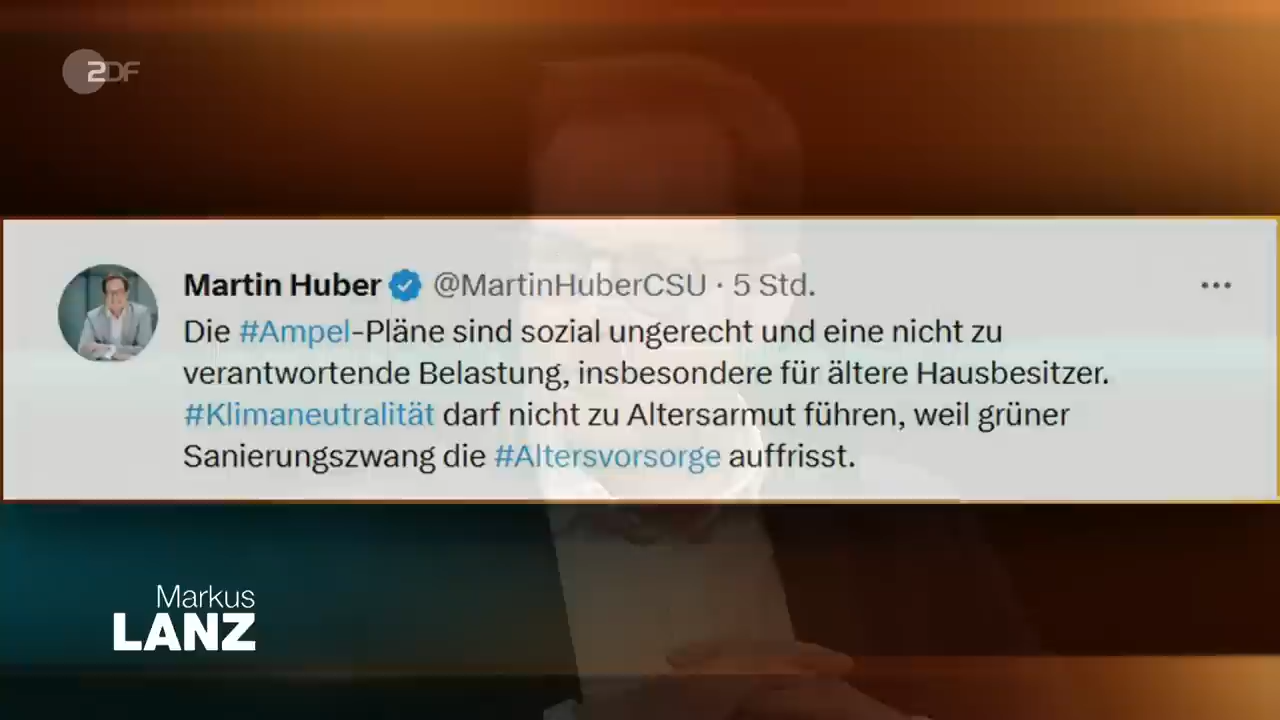 ZDF
Martin Huber @MartinHuberCSU · 5 Std.
Die #Ampel-Pläne sind sozial ungerecht und eine nicht zu
verantwortende Belastung, insbesondere für ältere Hausbesitzer.
#Klimaneutralität darf nicht zu Altersarmut führen, weil grüner
Sanierungszwang die #Altersvorsorge auffrisst.
Markus
LANZ